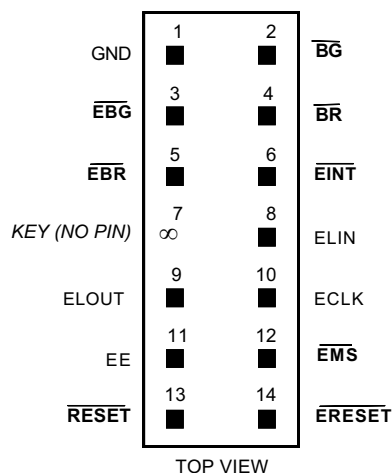 1 2
GND BG
3 4
EBG BR
5 6
EBR EINT
7 8
KEY (NO PIN) ∞ ELIN
9 10
ELOUT ECLK
11 12
EE EMS
13 14
RESET ERESET
TOP VIEW